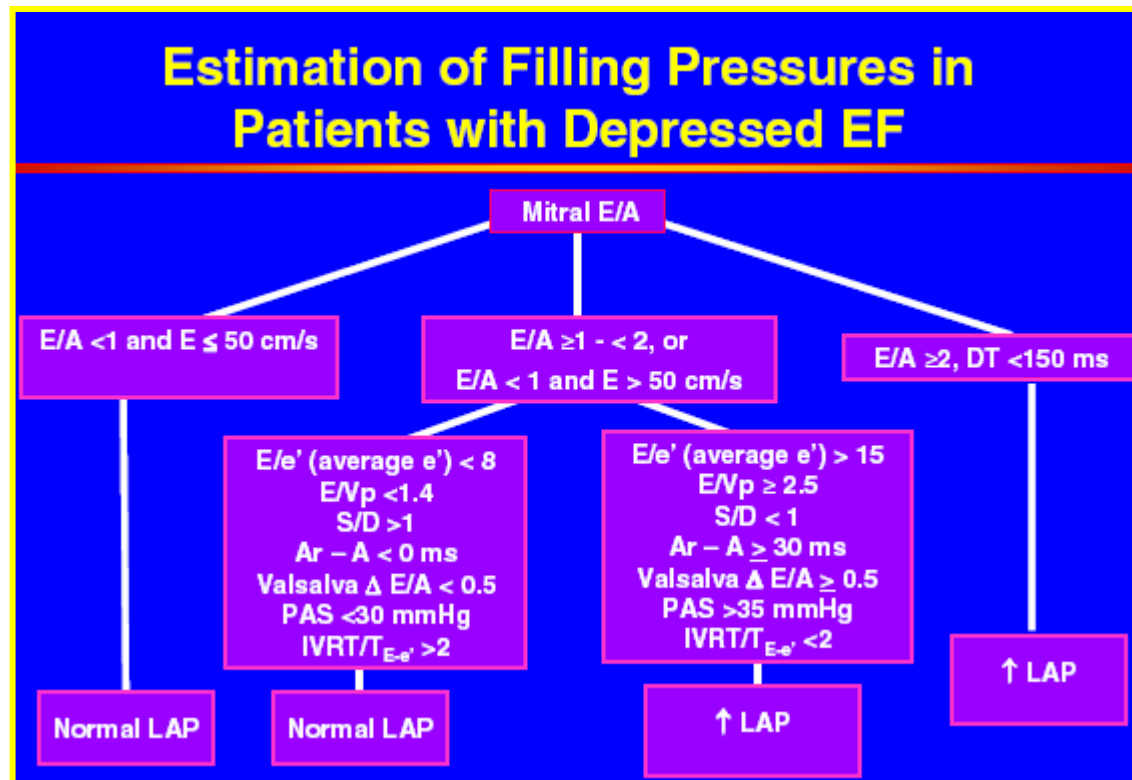 Estimation of Filling Pressures in
Patients with Depressed EF
Mitral E/A
E/A <1 and E ≤ 50 cm/s
E/A ≥1 - < 2, or
E/A < 1 and E > 50 cm/s
E/A ≥2, DT <150 ms
E/e’ (average e’) < 8
E/Vp <1.4
S/D >1
Ar – A < 0 ms
Valsalva Δ E/A < 0.5
PAS <30 mmHg
IVRT/T_E-e’ >2
E/e’ (average e’) > 15
E/Vp ≥ 2.5
S/D < 1
Ar – A ≥ 30 ms
Valsalva Δ E/A ≥ 0.5
PAS >35 mmHg
IVRT/T_E-e’ <2
Normal LAP
Normal LAP
↑ LAP
↑ LAP